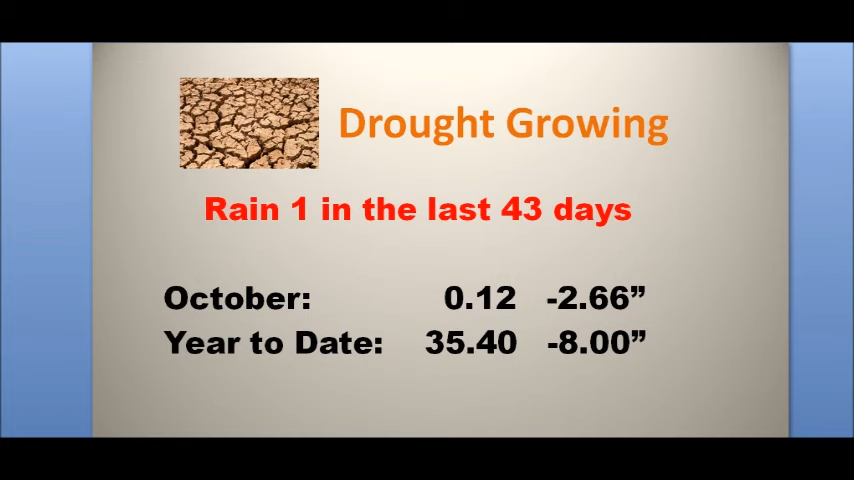 Drought Growing
Rain 1 in the last 43 days
October: 0.12 -2.66”
Year to Date: 35.40 -8.00”